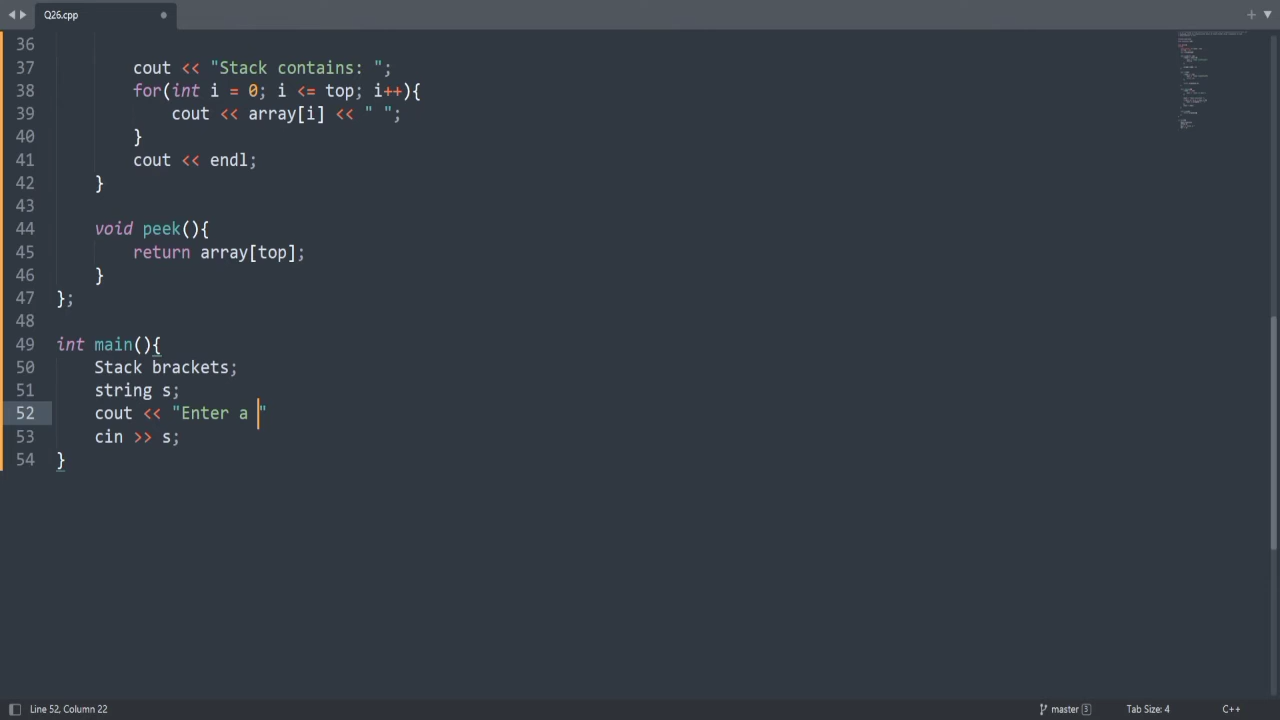 Q26.cpp
36
37 cout << "Stack contains: ";
38 for(int i = 0; i <= top; i++){
39 cout << array[i] << " ";
40 }
41 cout << endl;
42 }
43
44 void peek(){
45 return array[top];
46 }
47 };
48
49 int main(){
50 Stack brackets;
51 string s;
52 cout << "Enter a "
53 cin >> s;
54 }
Line 52, Column 22
master 3
Tab Size: 4
C++